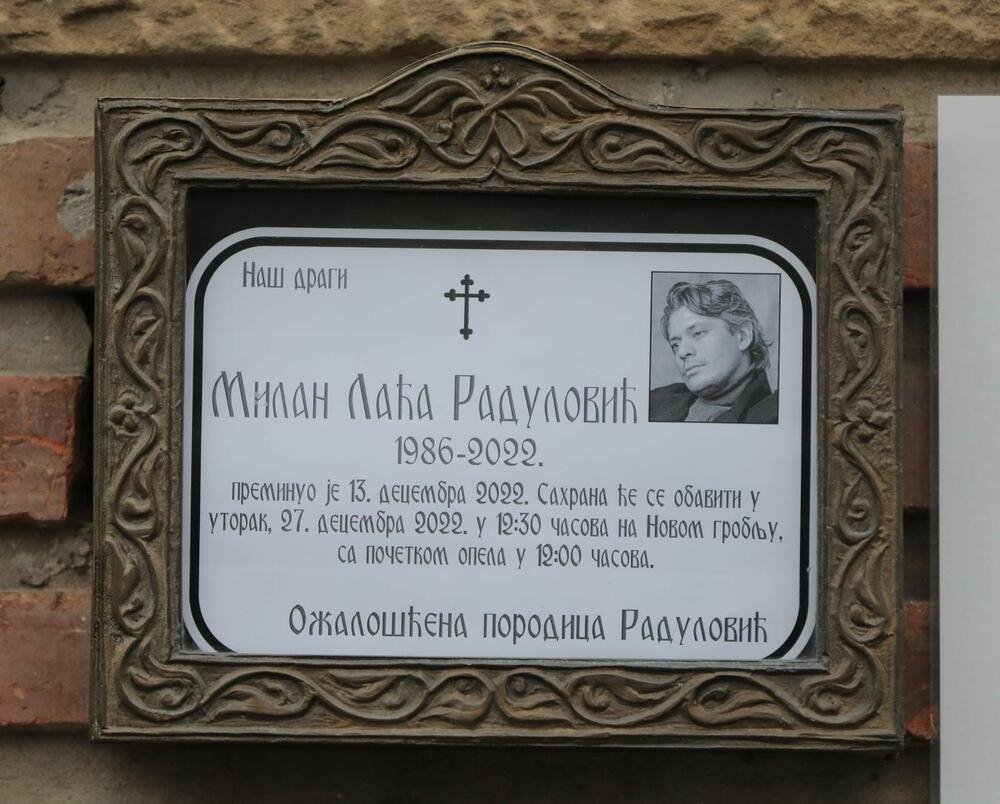 Наш драги
Милан Лаћа Радуловић
1986-2022.
преминуо је 13. децембра 2022. Сахрана ће се обавити у
уторак, 27. децембра 2022. у 12:30 часова на Новом гробљу,
са почетком опела у 12:00 часова.
Ожалошћена породица Радуловић